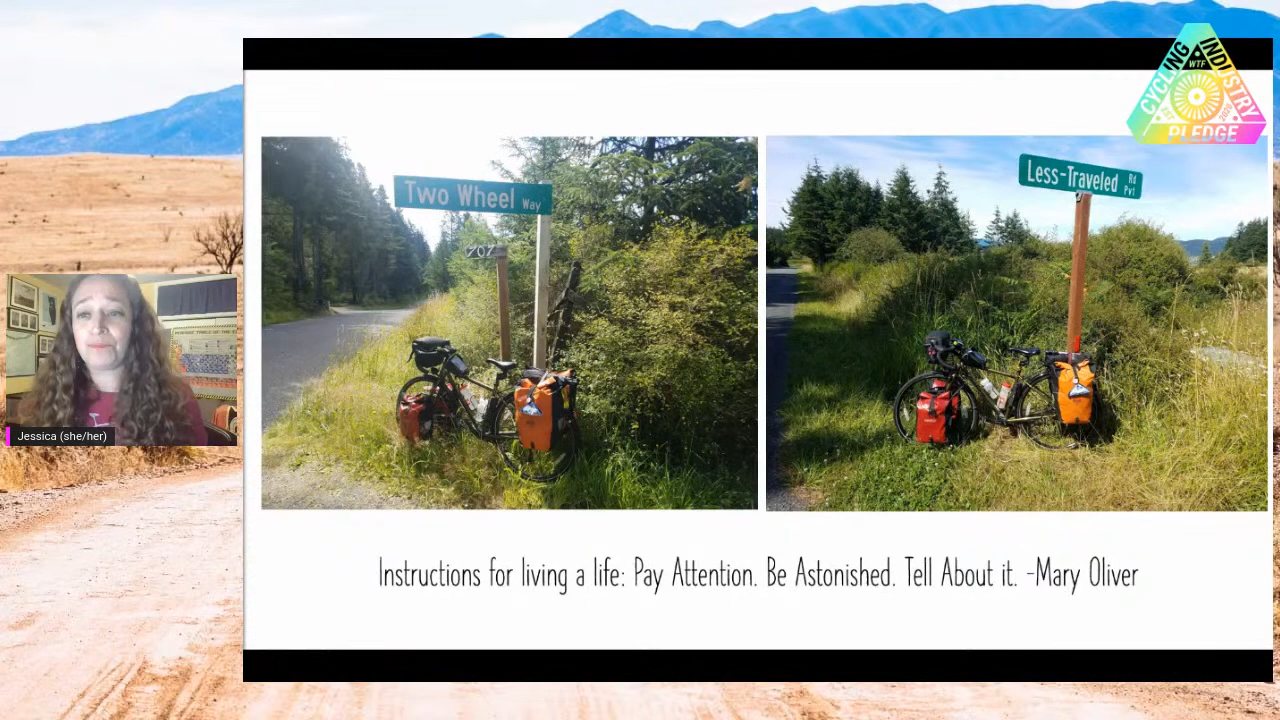 CYCLING INDUSTRY
WTF
PLEDGE
Two Wheel Way
707
Less-Traveled Rd Pvt
Jessica (she/her)
Instructions for living a life: Pay Attention. Be Astonished. Tell About it. -Mary Oliver